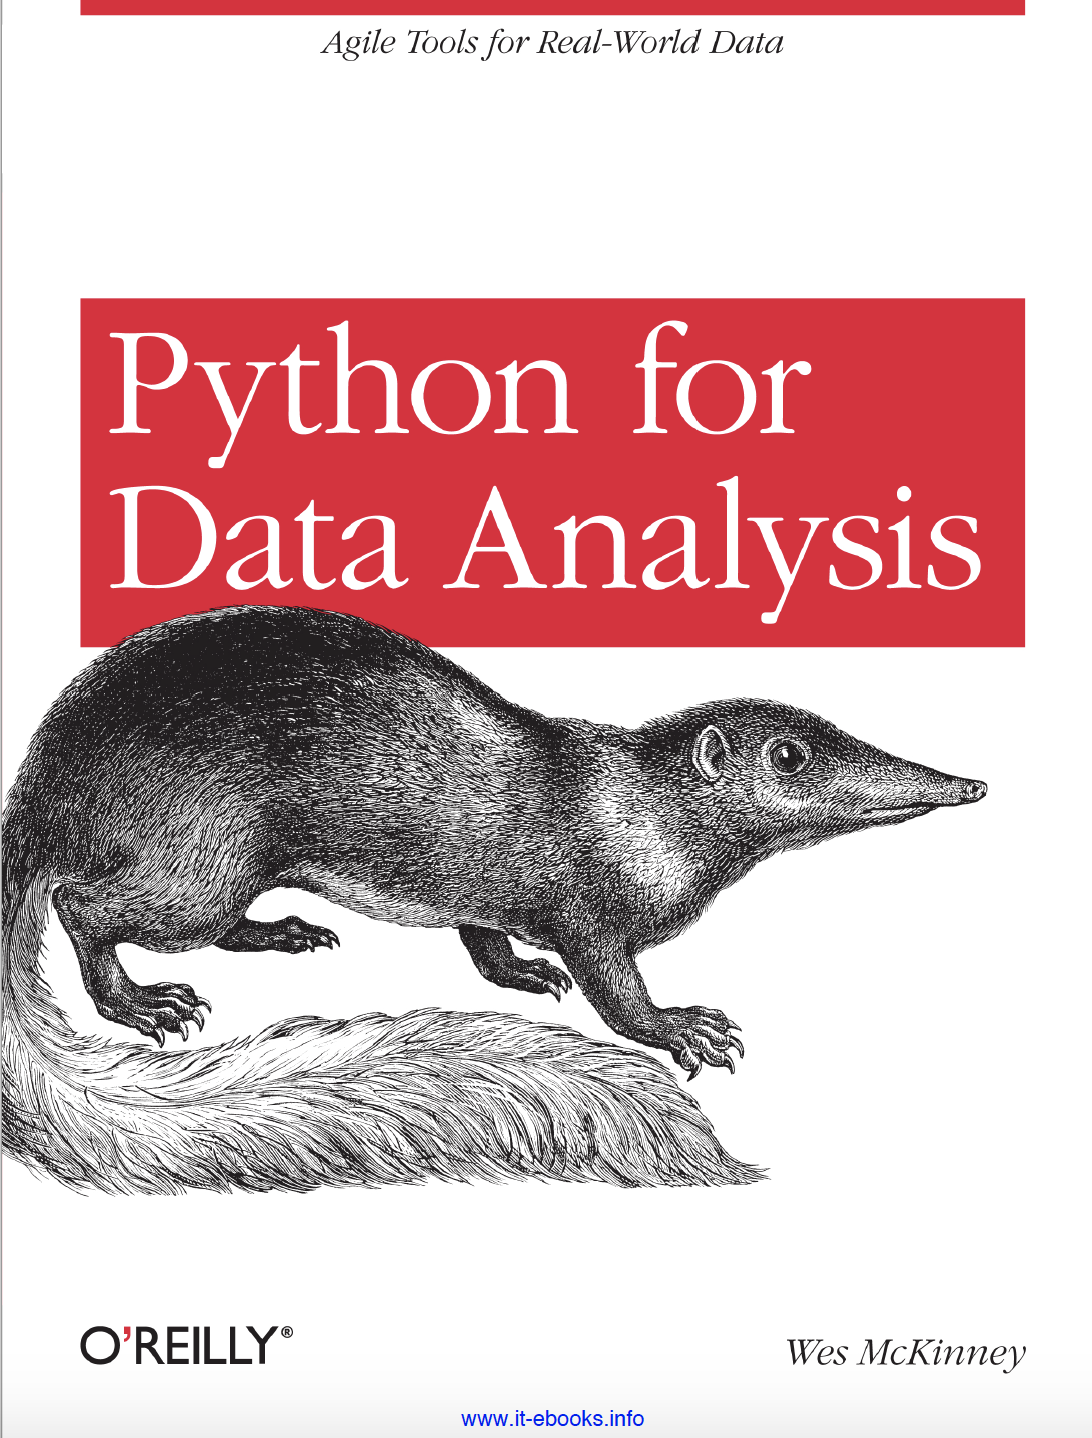 Agile Tools for Real-World Data
Python for
Data Analysis
O'REILLY®
Wes McKinney
www.it-ebooks.info